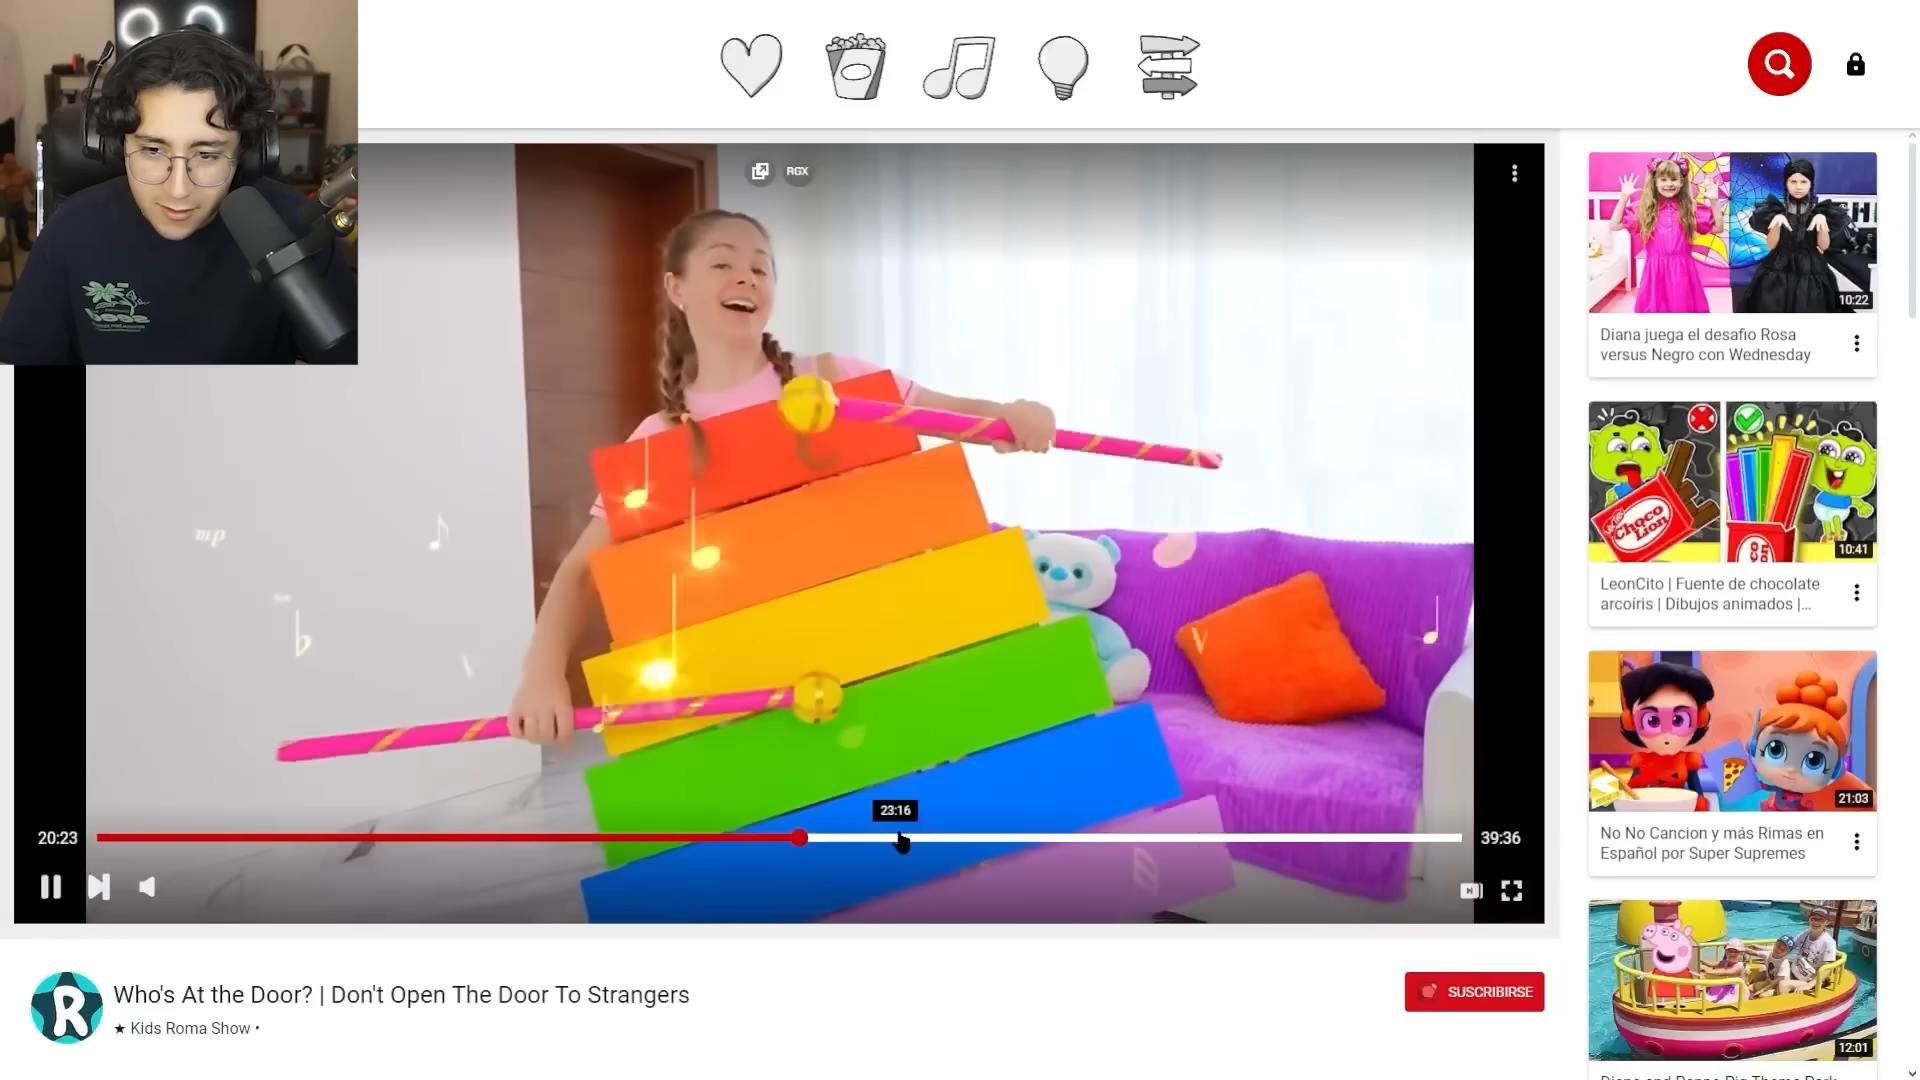 RGX
10:22
Diana juega el desafio Rosa
versus Negro con Wednesday
Choco
Lion
10:41
LeonCito | Fuente de chocolate
arcoíris | Dibujos animados |...
21:03
No No Cancion y más Rimas en
Español por Super Supremes
12:01
mp
23:16
20:23
39:36
R
Who's At the Door? | Don't Open The Door To Strangers
★ Kids Roma Show •
SUSCRIBIRSE